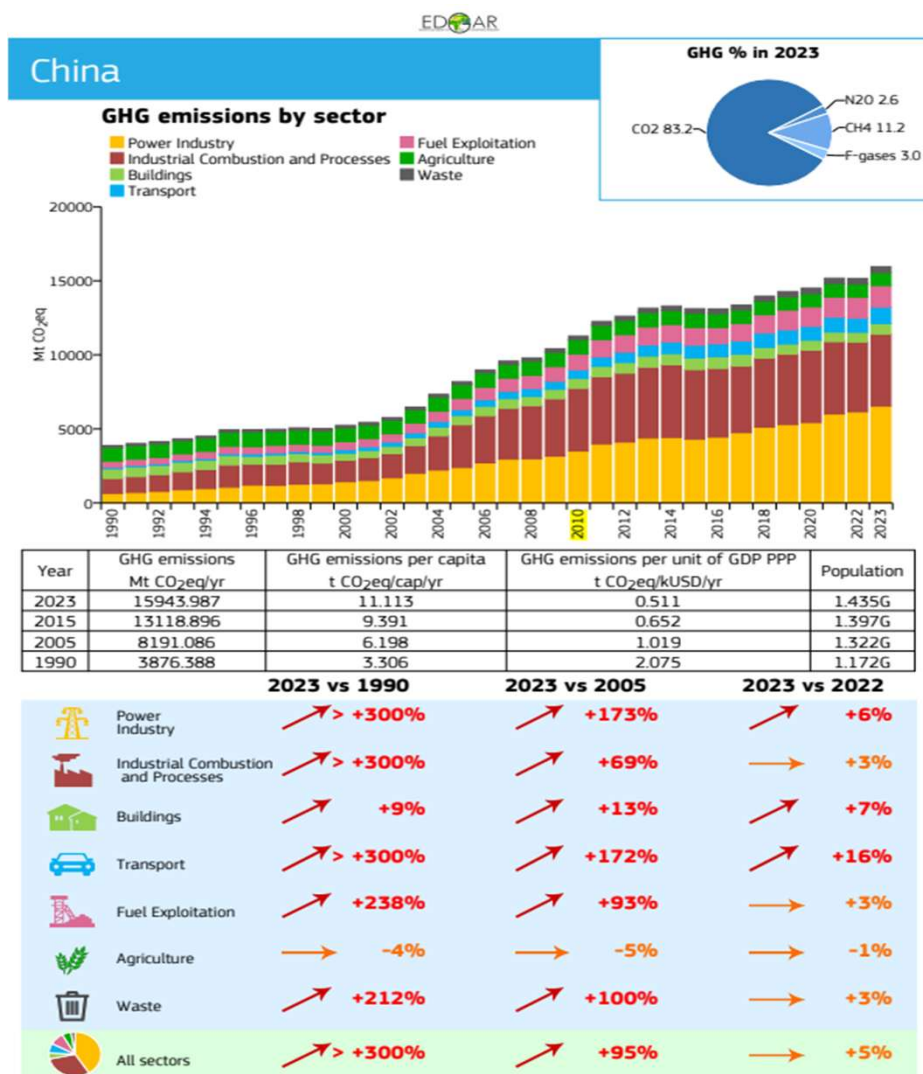 EDGAR
China
GHG % in 2023
CO2 83.2
N2O 2.6
CH4 11.2
F-gases 3.0
GHG emissions by sector
Power Industry
Industrial Combustion and Processes
Buildings
Transport
Fuel Exploitation
Agriculture
Waste
Mt CO2eq
20000
15000
10000
5000
0
1990 1992 1994 1996 1998 2000 2002 2004 2006 2008 2010 2012 2014 2016 2018 2020 2022 2023
Year GHG emissions Mt CO2eq/yr GHG emissions per capita t CO2eq/cap/yr GHG emissions per unit of GDP PPP t CO2eq/kUSD/yr Population
2023 15943.987 11.113 0.511 1.435G
2015 13118.896 9.391 0.652 1.397G
2005 8191.086 6.198 1.019 1.322G
1990 3876.388 3.306 2.075 1.172G
2023 vs 1990 2023 vs 2005 2023 vs 2022
Power Industry > +300% +173% +6%
Industrial Combustion and Processes > +300% +69% +3%
Buildings +9% +13% +7%
Transport > +300% +172% +16%
Fuel Exploitation +238% +93% +3%
Agriculture -4% -5% -1%
Waste +212% +100% +3%
All sectors > +300% +95% +5%